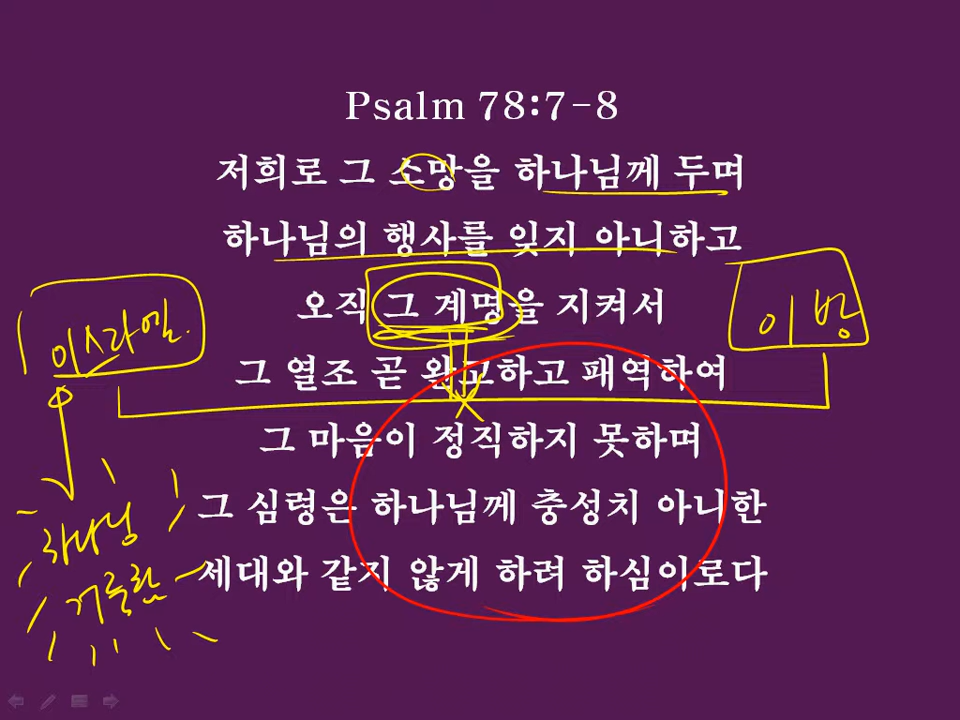 Psalm 78:7-8
저희로 그 소망을 하나님께 두며
하나님의 행사를 잊지 아니하고
오직 그 계명을 지켜서
이스라엘
이방
그 열조 곧 완고하고 패역하여
그 마음이 정직하지 못하며
그 심령은 하나님께 충성치 아니한
하나님
세대와 같지 않게 하려 하심이로다
거룩함